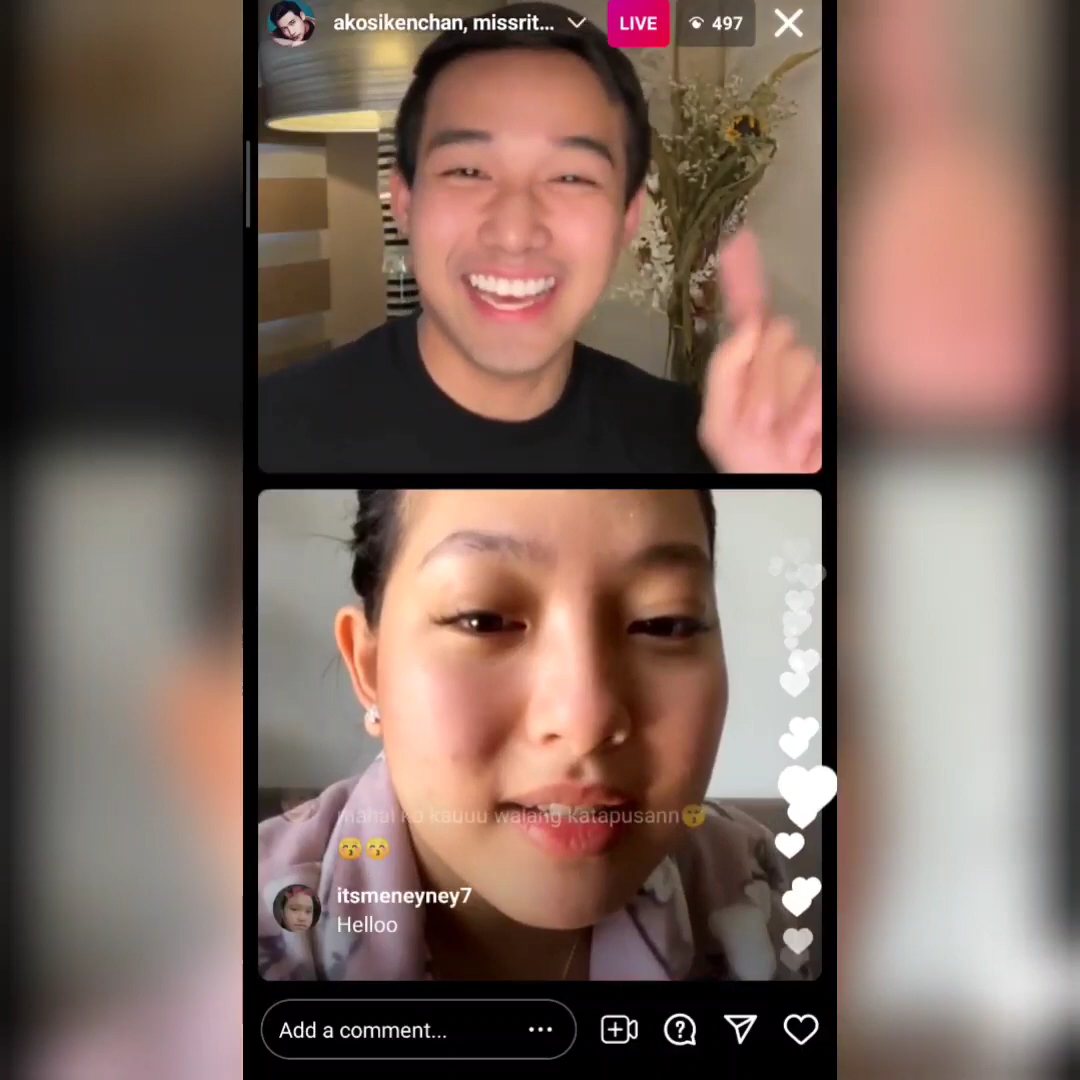 akosikenchan, missrit...
LIVE
497
mahal ko kauuu walang katapusann😚
😚😚
itsmeneyney7
Helloo
Add a comment...